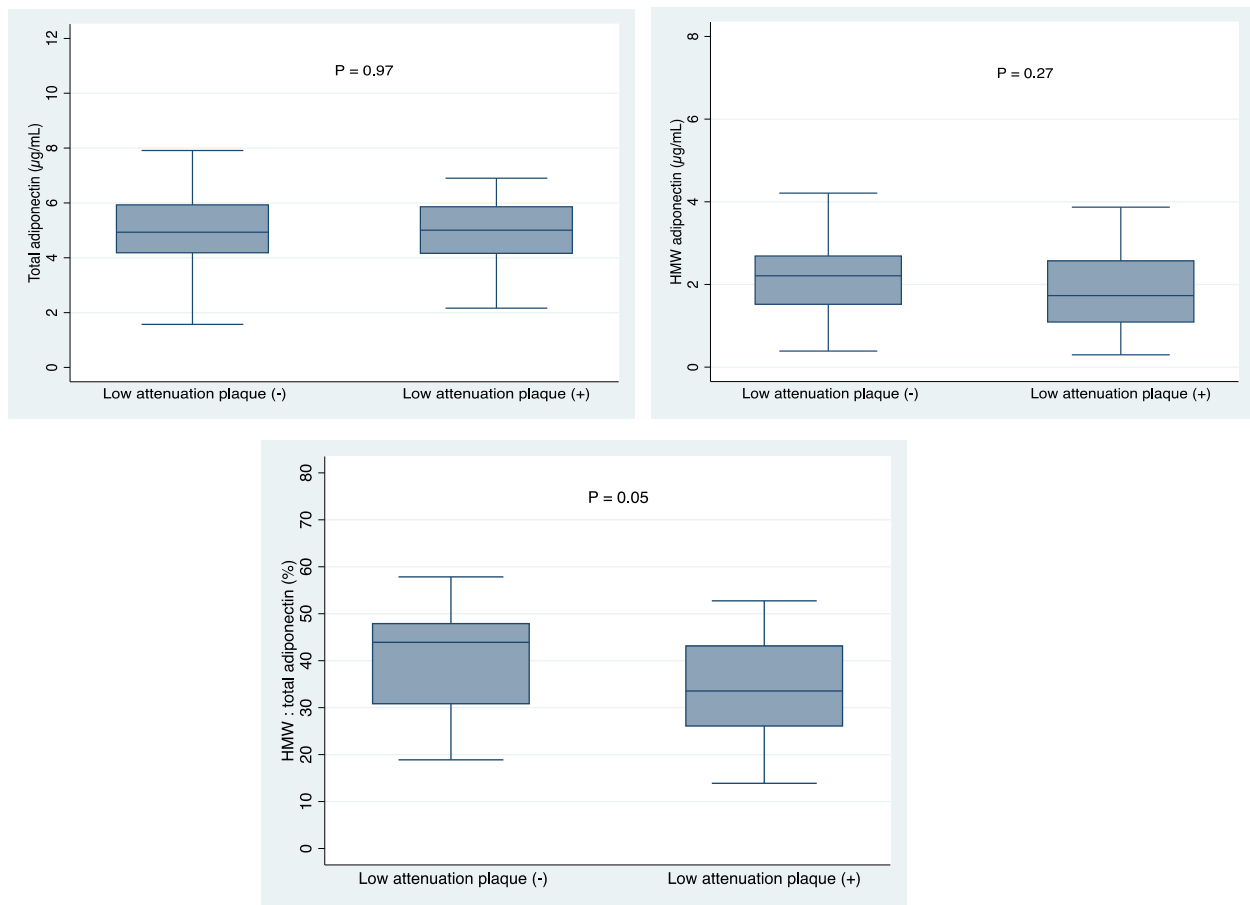 Total adiponectin (µg/mL)
12
10
8
6
4
2
0
P = 0.97
Low attenuation plaque (-)
Low attenuation plaque (+)
HMW adiponectin (µg/mL)
8
6
4
2
0
P = 0.27
Low attenuation plaque (-)
Low attenuation plaque (+)
HMW : total adiponectin (%)
80
70
60
50
40
30
20
10
0
P = 0.05
Low attenuation plaque (-)
Low attenuation plaque (+)